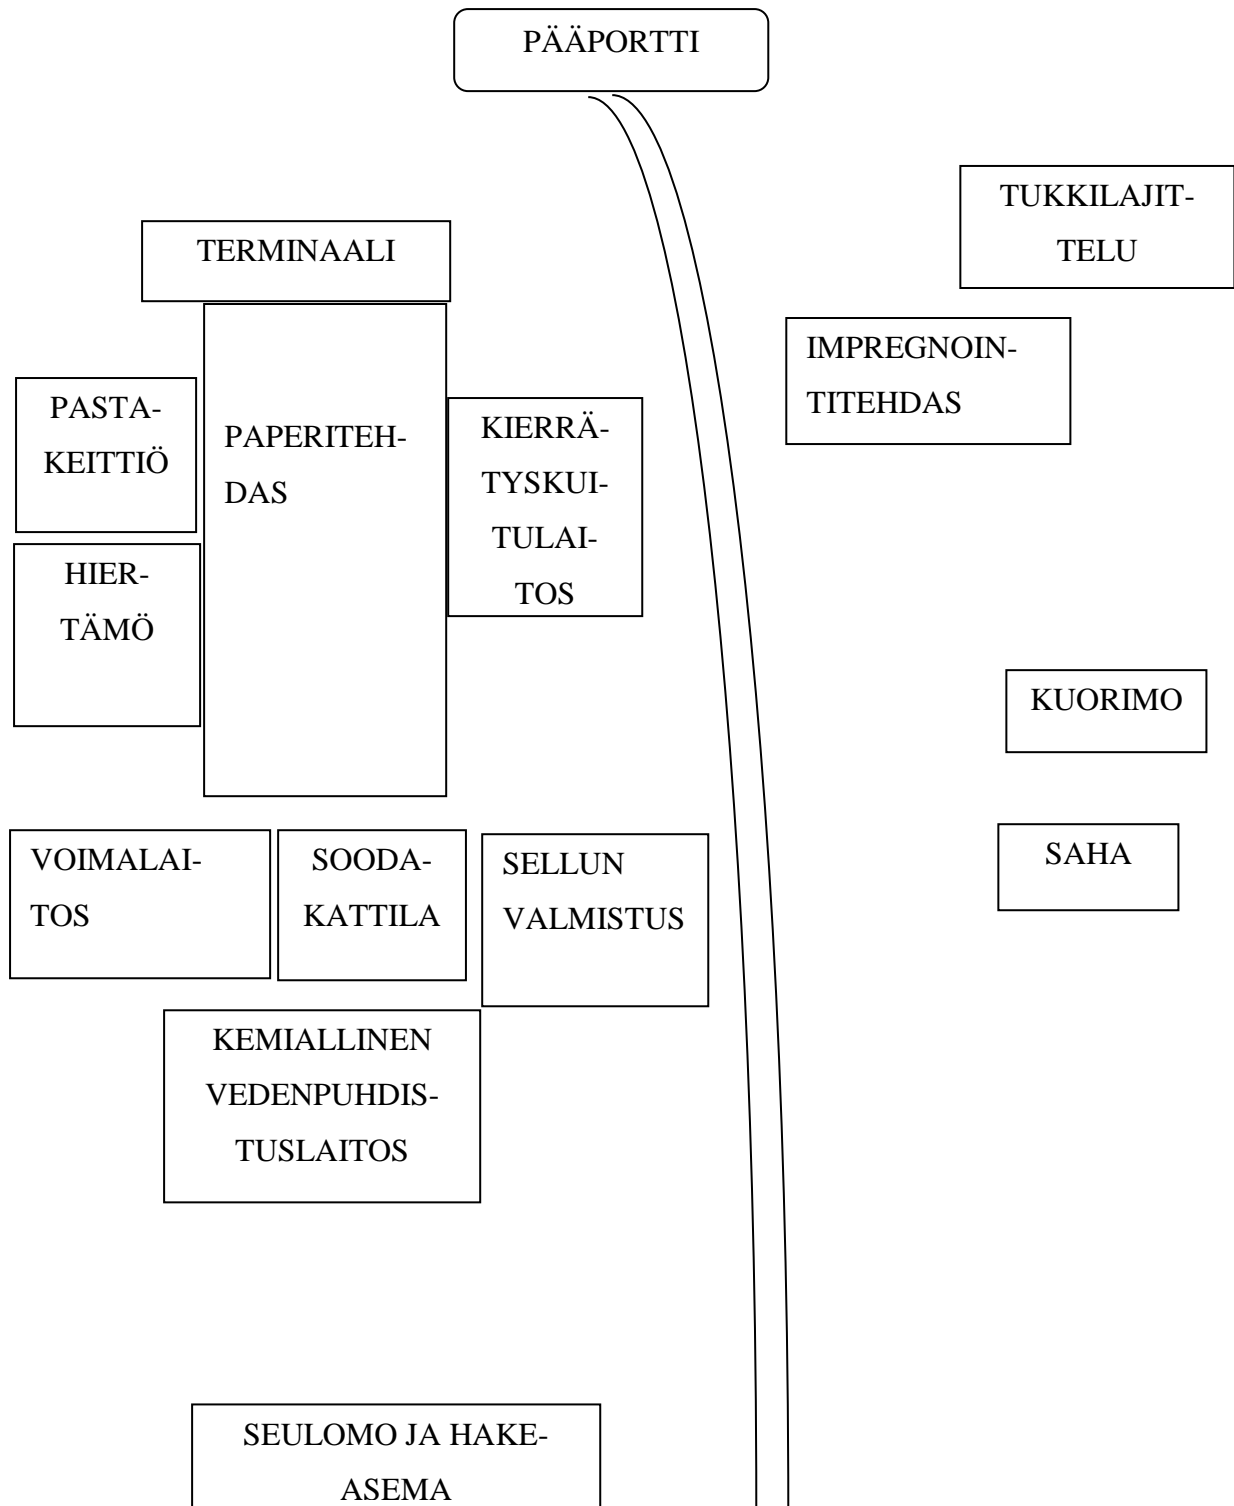 PÄÄPORTTI
TUKKILAJIT-
TELU
TERMINAALI
IMPREGNOIN-
TITEHDAS
PASTA-
KEITTIÖ
PAPERITEH-
DAS
KIERRÄ-
TYSKUI-
TULAI-
TOS
HIER-
TÄMÖ
KUORIMO
VOIMALAI-
TOS
SOODA-
KATTILA
SELLUN
VALMISTUS
SAHA
KEMIALLINEN
VEDENPUHDIS-
TUSLAITOS
SEULOMO JA HAKE-
ASEMA